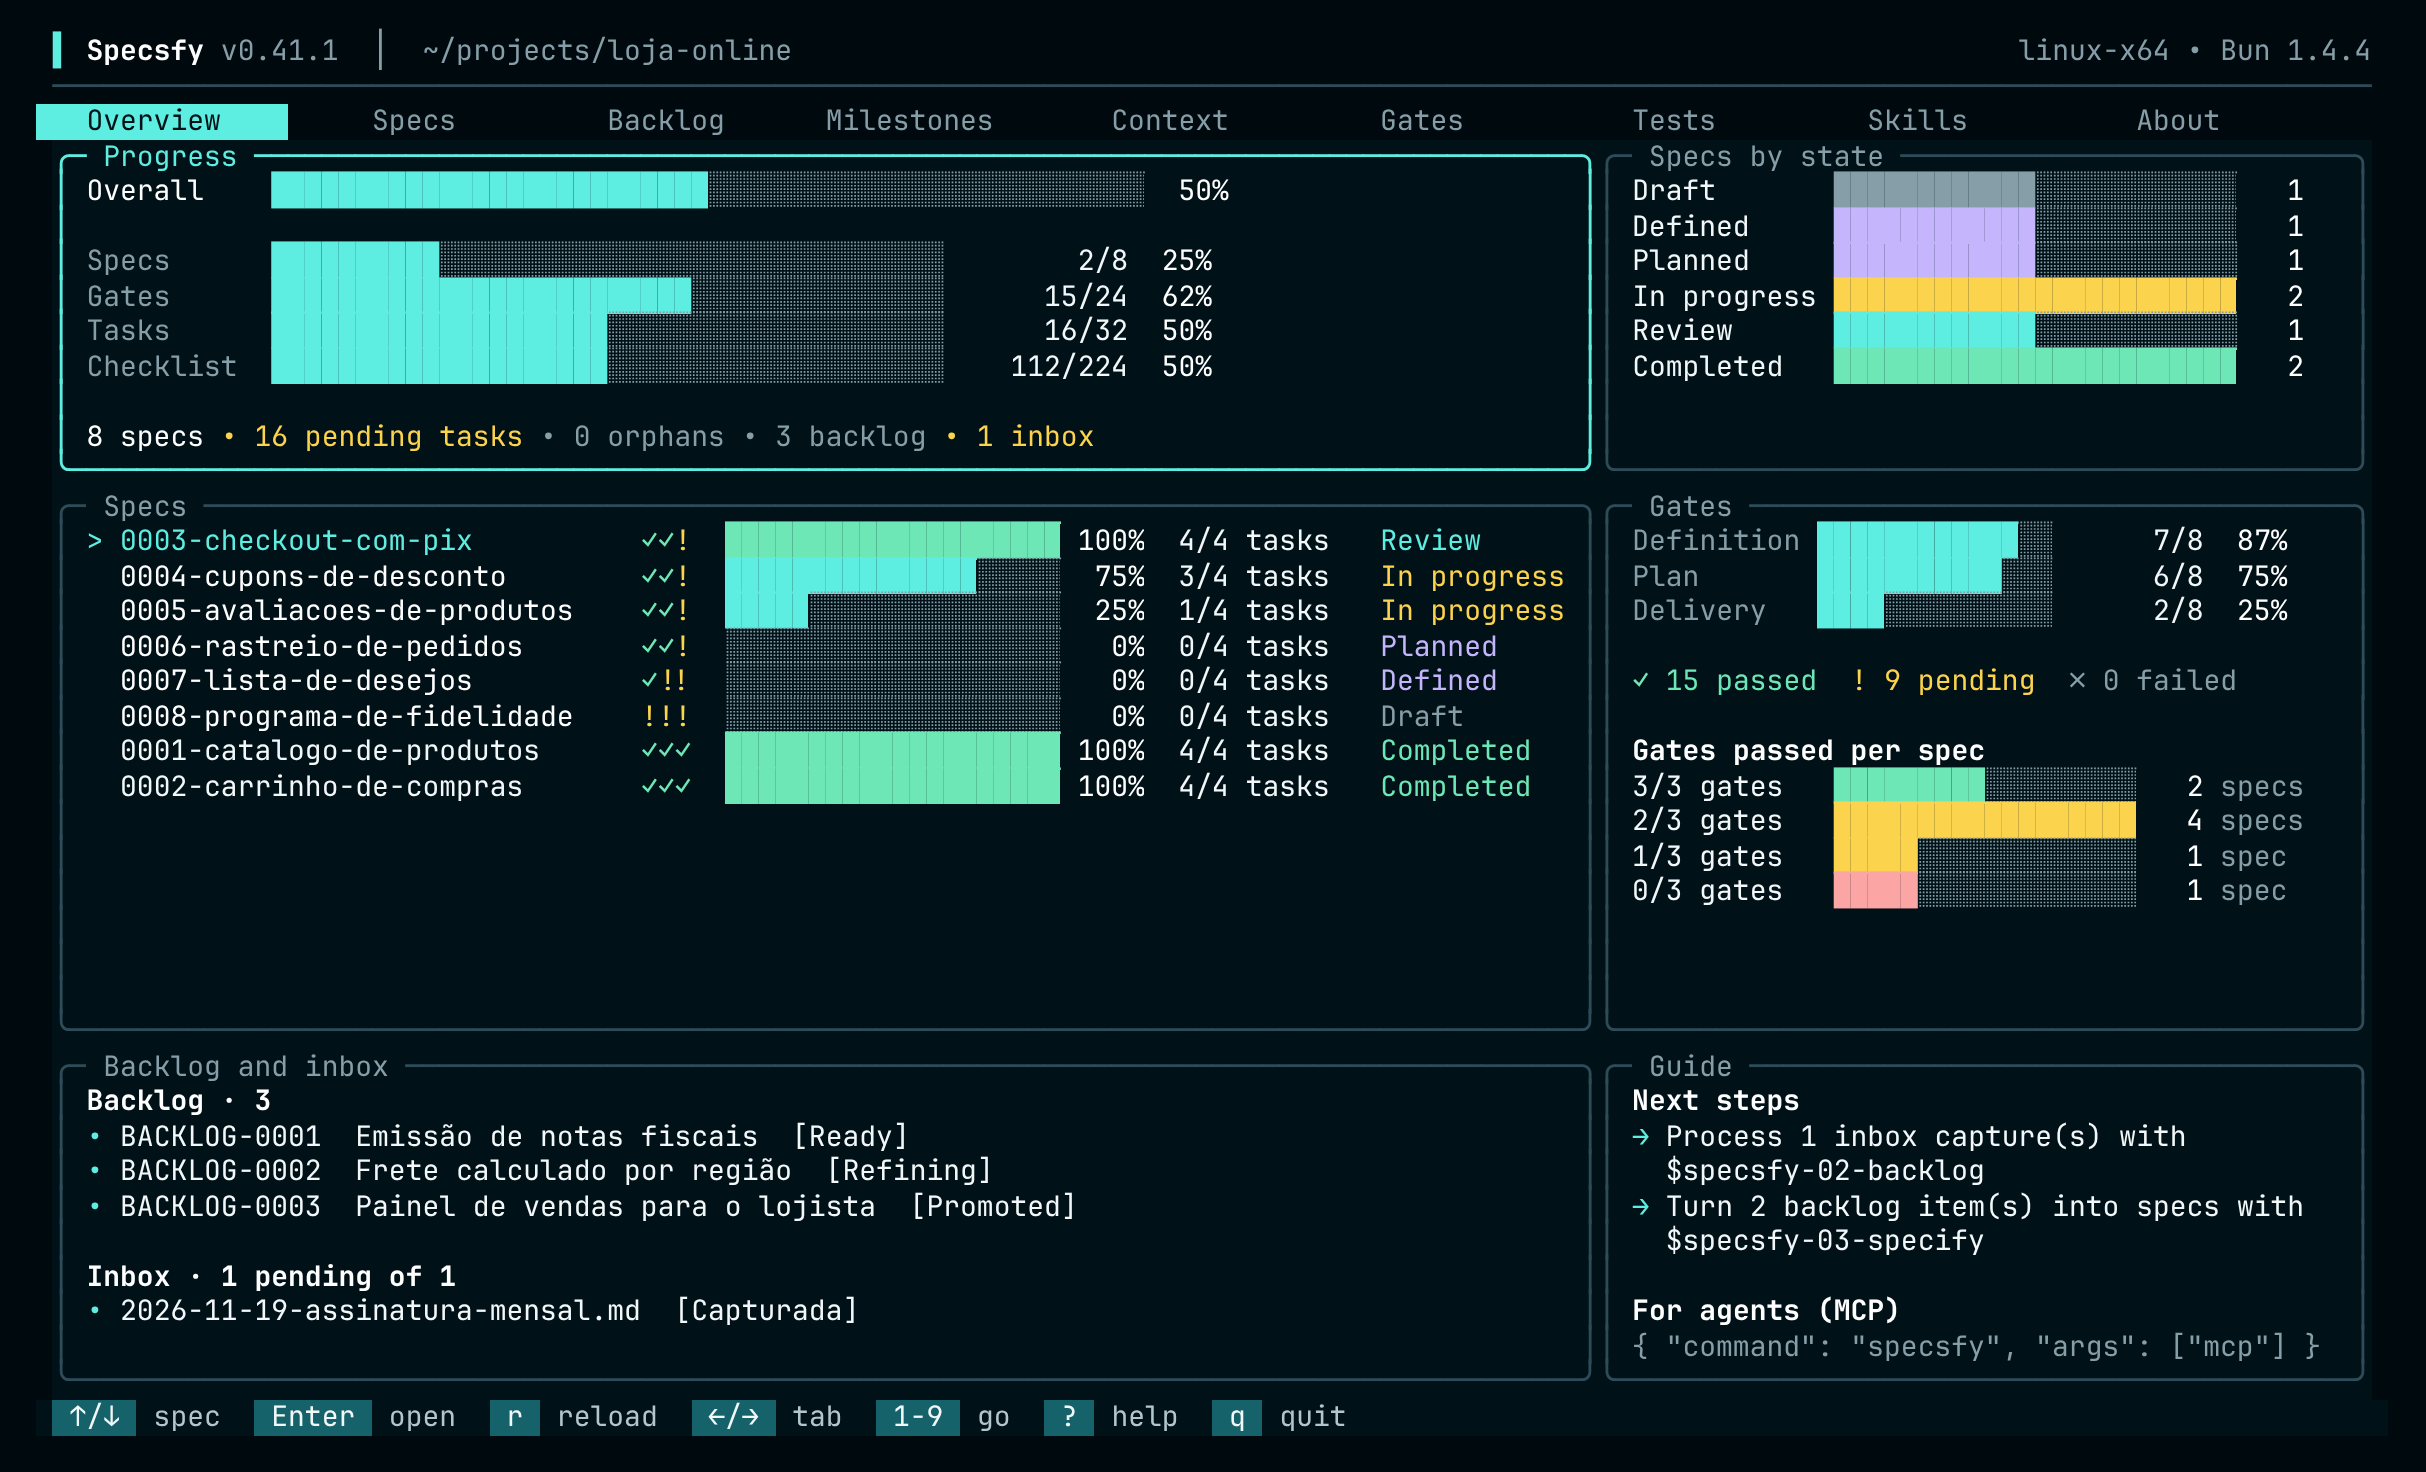 Specsfy v0.41.1 │ ~/projects/loja-online linux-x64 • Bun 1.4.4
Overview Specs Backlog Milestones Context Gates Tests Skills About
Progress
Overall 50%
Specs 2/8 25%
Gates 15/24 62%
Tasks 16/32 50%
Checklist 112/224 50%
8 specs • 16 pending tasks • 0 orphans • 3 backlog • 1 inbox
Specs by state
Draft 1
Defined 1
Planned 1
In progress 2
Review 1
Completed 2
Specs
> 0003-checkout-com-pix ✓✓! 100% 4/4 tasks Review
0004-cupons-de-desconto ✓✓! 75% 3/4 tasks In progress
0005-avaliacoes-de-produtos ✓✓! 25% 1/4 tasks In progress
0006-rastreio-de-pedidos ✓✓! 0% 0/4 tasks Planned
0007-lista-de-desejos ✓!! 0% 0/4 tasks Defined
0008-programa-de-fidelidade !!! 0% 0/4 tasks Draft
0001-catalogo-de-produtos ✓✓✓ 100% 4/4 tasks Completed
0002-carrinho-de-compras ✓✓✓ 100% 4/4 tasks Completed
Gates
Definition 7/8 87%
Plan 6/8 75%
Delivery 2/8 25%
✓ 15 passed ! 9 pending ✕ 0 failed
Gates passed per spec
3/3 gates 2 specs
2/3 gates 4 specs
1/3 gates 1 spec
0/3 gates 1 spec
Backlog and inbox
Backlog · 3
• BACKLOG-0001 Emissão de notas fiscais [Ready]
• BACKLOG-0002 Frete calculado por região [Refining]
• BACKLOG-0003 Painel de vendas para o lojista [Promoted]
Inbox · 1 pending of 1
• 2026-11-19-assinatura-mensal.md [Capturada]
Guide
Next steps
→ Process 1 inbox capture(s) with
$specsfy-02-backlog
→ Turn 2 backlog item(s) into specs with
$specsfy-03-specify
For agents (MCP)
{ "command": "specsfy", "args": ["mcp"] }
↑/↓ spec Enter open r reload ←/→ tab 1-9 go ? help q quit